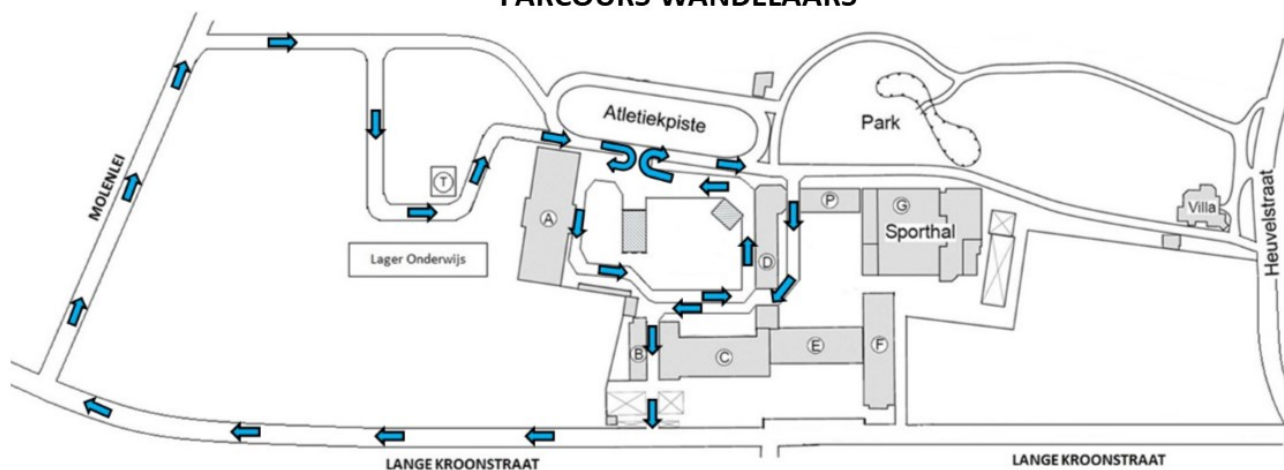 PARCOURS WANDELAARS
Atletiekpiste
Park
MOLENLEI
T
A
P
G
Sporthal
Villa
Heuvelstraat
Lager Onderwijs
D
B
C
E
F
LANGE KROONSTRAAT
LANGE KROONSTRAAT